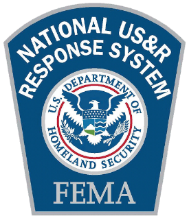 NATIONAL US&R
RESPONSE SYSTEM
U.S. DEPARTMENT OF
HOMELAND SECURITY
FEMA